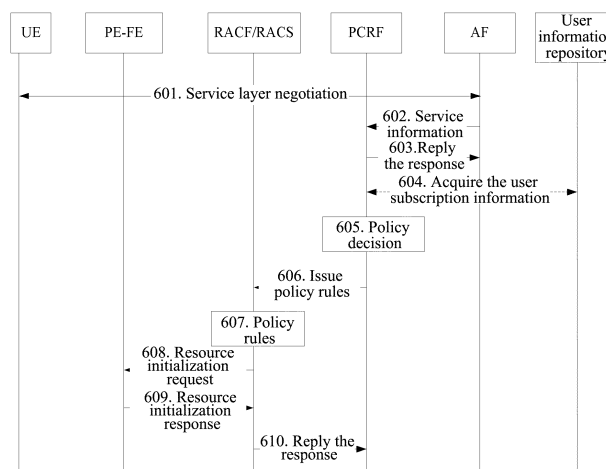 UE
PE-FE
RACF/RACS
PCRF
AF
User
information
repository
601. Service layer negotiation
602. Service
information
603.Reply
the response
604. Acquire the user
subscription information
605. Policy
decision
606. Issue
policy rules
607. Policy
rules
608. Resource
initialization
request
609. Resource
initialization
response
610. Reply the
response